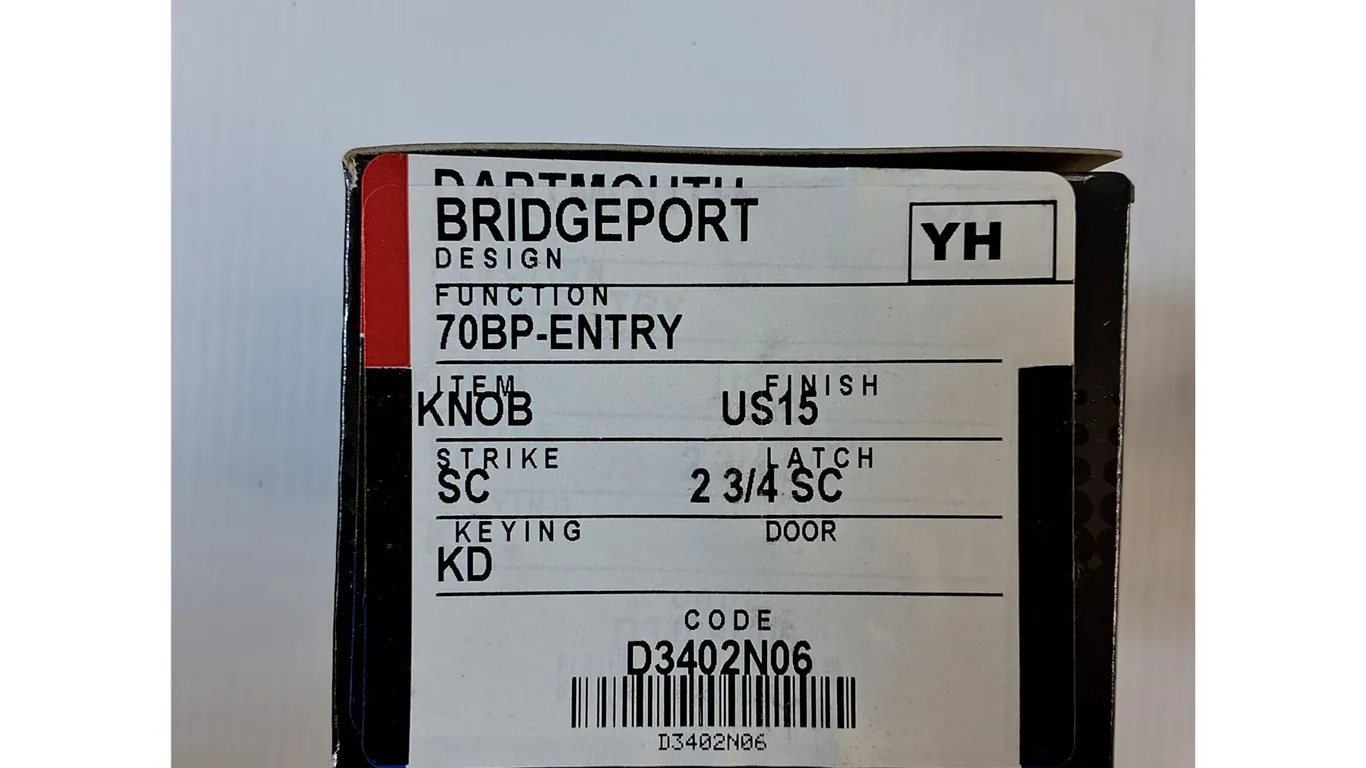 DARTMOUTH
BRIDGEPORT
YH
DESIGN
FUNCTION
70BP-ENTRY
ITEM FINISH
KNOB US15
STRIKE LATCH
SC 2 3/4 SC
KEYING DOOR
KD
CODE
D3402N06
D3402N06